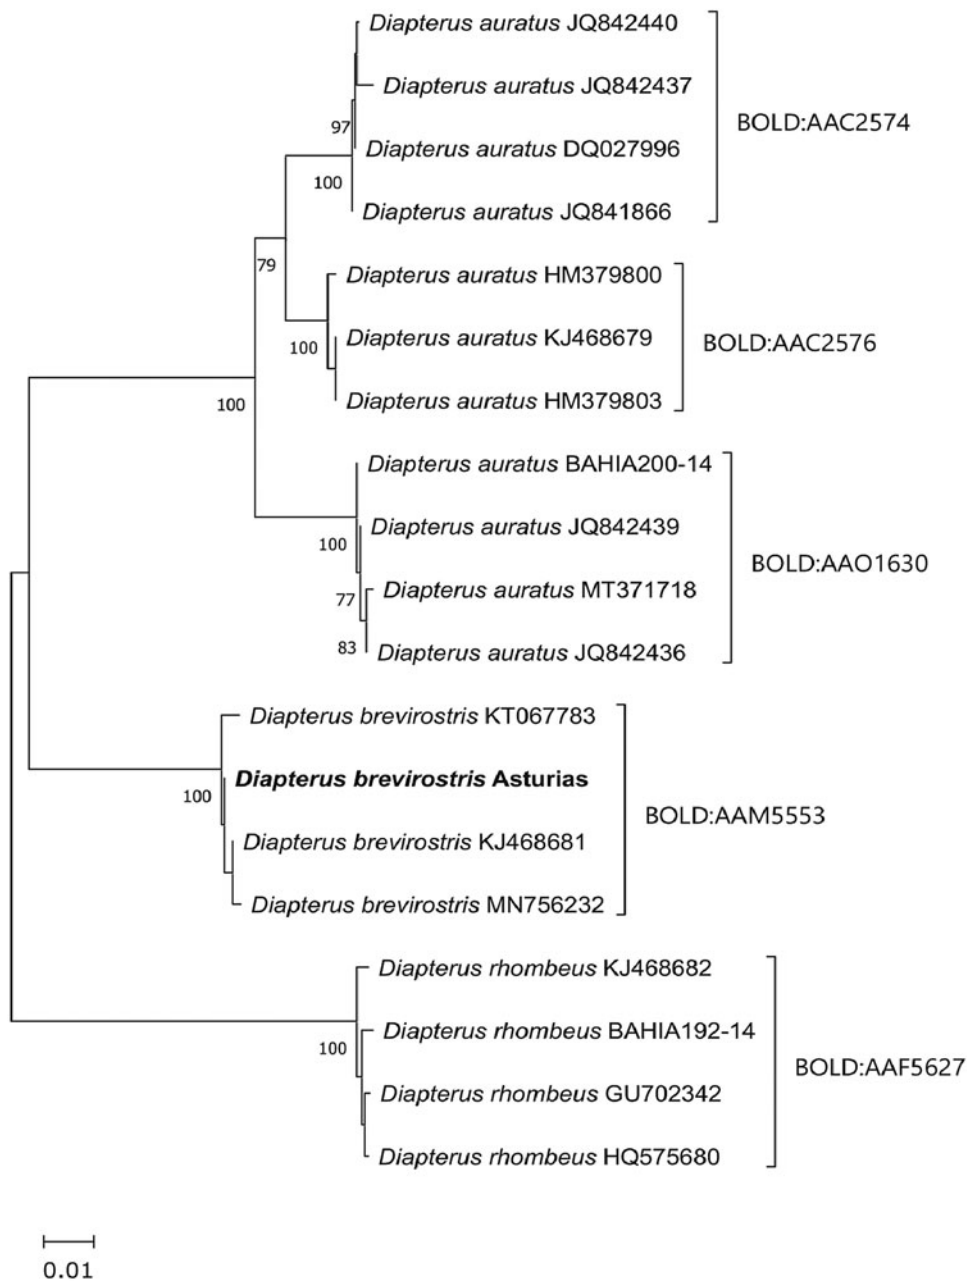 Diapterus auratus JQ842440
Diapterus auratus JQ842437
BOLD:AAC2574
97
Diapterus auratus DQ027996
100
Diapterus auratus JQ841866
79
Diapterus auratus HM379800
Diapterus auratus KJ468679
BOLD:AAC2576
100
Diapterus auratus HM379803
100
Diapterus auratus BAHIA200-14
Diapterus auratus JQ842439
100
BOLD:AAO1630
Diapterus auratus MT371718
77
83
Diapterus auratus JQ842436
Diapterus brevirostris KT067783
Diapterus brevirostris Asturias
100
BOLD:AAM5553
Diapterus brevirostris KJ468681
Diapterus brevirostris MN756232
Diapterus rhombeus KJ468682
Diapterus rhombeus BAHIA192-14
100
BOLD:AAF5627
Diapterus rhombeus GU702342
Diapterus rhombeus HQ575680
0.01